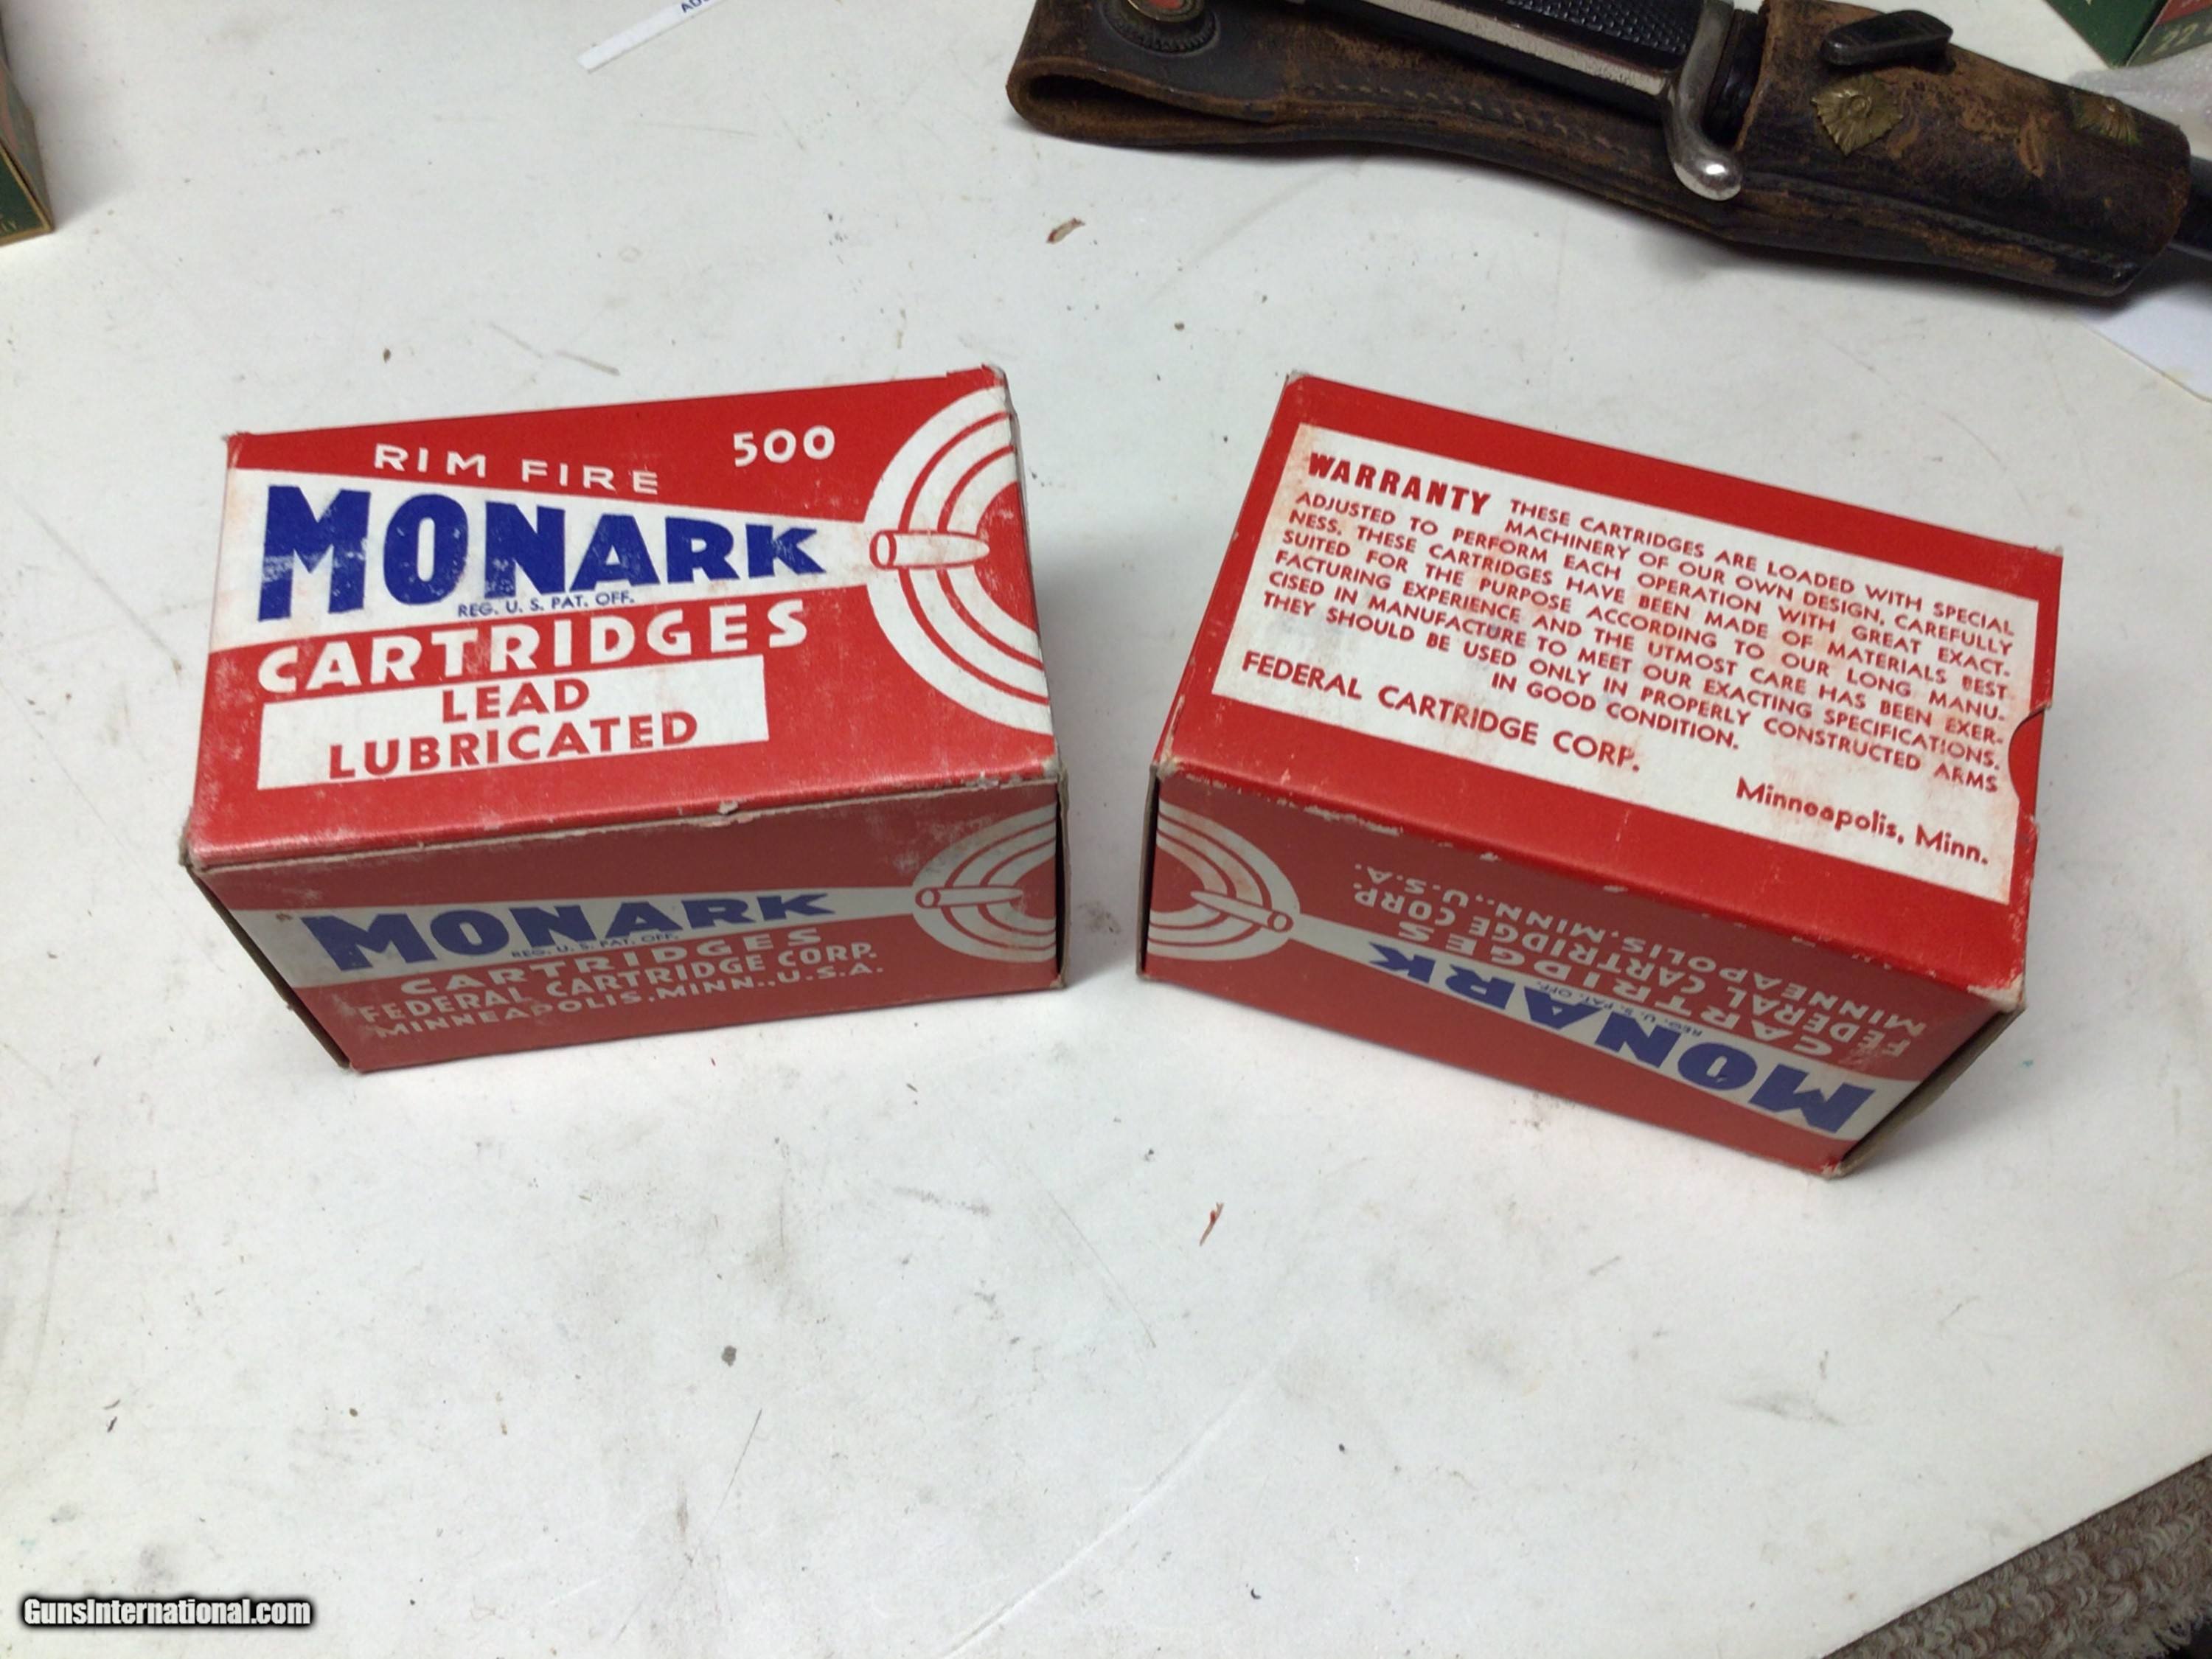 RIM FIRE 500
MONARK
REG. U. S. PAT. OFF.
CARTRIDGES
LEAD
LUBRICATED
MONARK
REG. U. S. PAT. OFF.
CARTRIDGES
FEDERAL CARTRIDGE CORP.
MINNEAPOLIS, MINN., U.S.A.
WARRANTY THESE CARTRIDGES ARE LOADED WITH SPECIAL
MACHINERY OF OUR OWN DESIGN, CAREFULLY
ADJUSTED TO PERFORM EACH OPERATION WITH GREAT EXACT-
NESS. THESE CARTRIDGES HAVE BEEN MADE OF MATERIALS BEST
SUITED FOR THE PURPOSE ACCORDING TO OUR LONG MANU-
FACTURING EXPERIENCE AND THE UTMOST CARE HAS BEEN EXER-
CISED IN MANUFACTURE TO MEET OUR EXACTING SPECIFICATIONS.
THEY SHOULD BE USED ONLY IN PROPERLY CONSTRUCTED ARMS
IN GOOD CONDITION.
FEDERAL CARTRIDGE CORP.
Minneapolis, Minn.
MONARK
REG. U. S. PAT. OFF.
CARTRIDGES
FEDERAL CARTRIDGE CORP.
MINNEAPOLIS, MINN., U.S.A.
22
GunsInternational.com